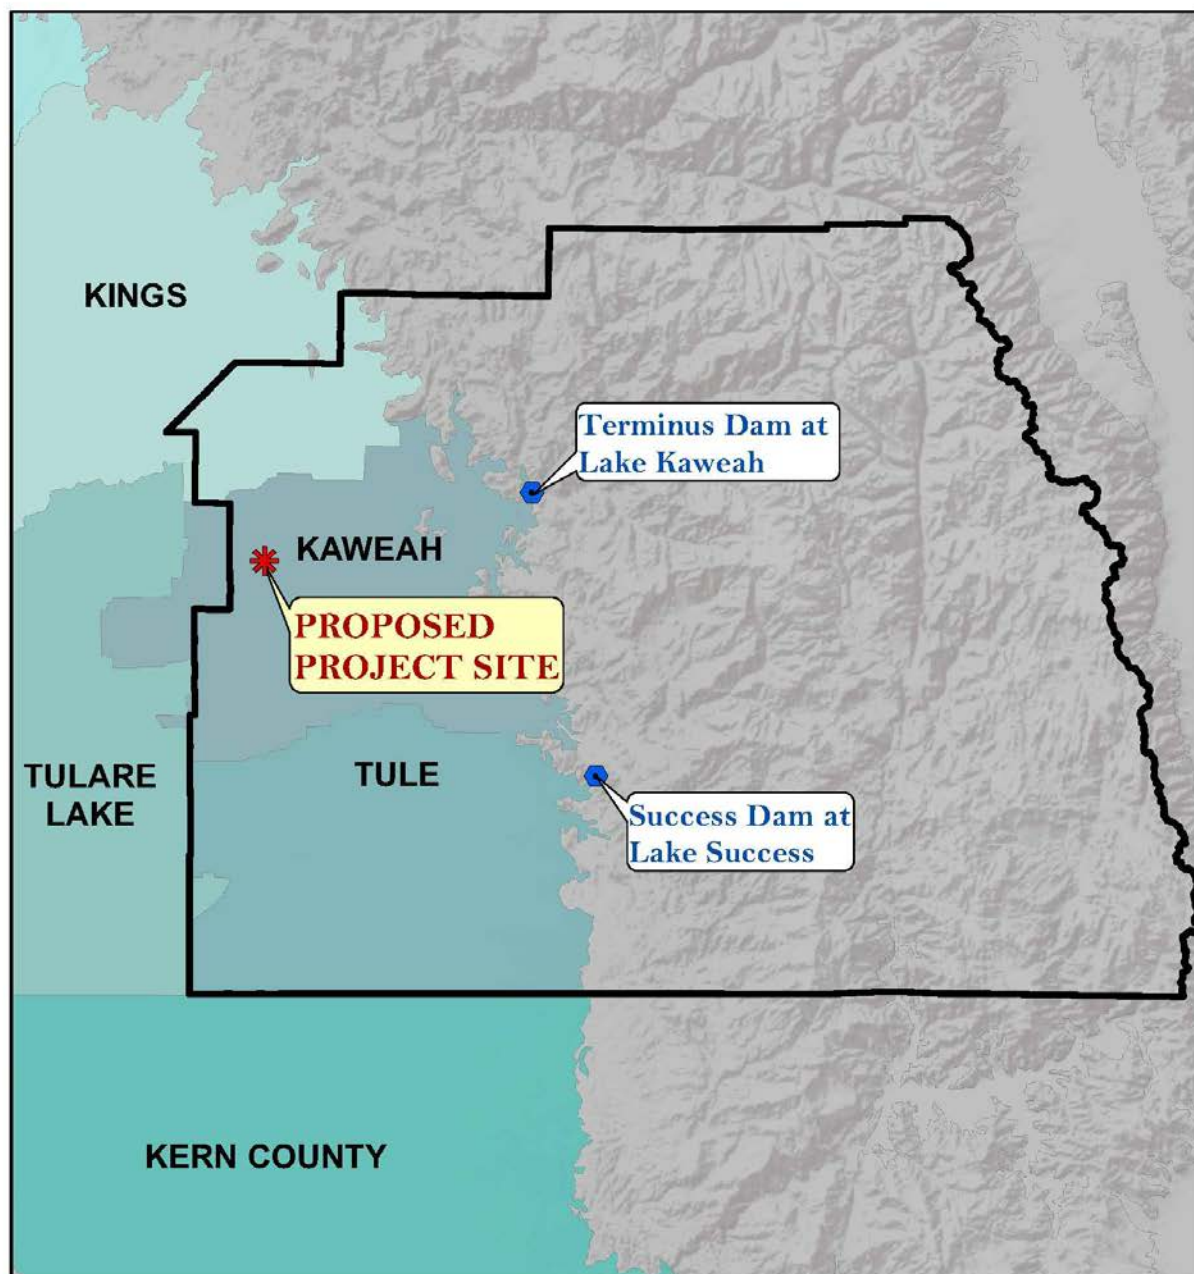 KINGS
Terminus Dam at
Lake Kaweah
KAWEAH
PROPOSED
PROJECT SITE
TULARE
LAKE
TULE
Success Dam at
Lake Success
KERN COUNTY